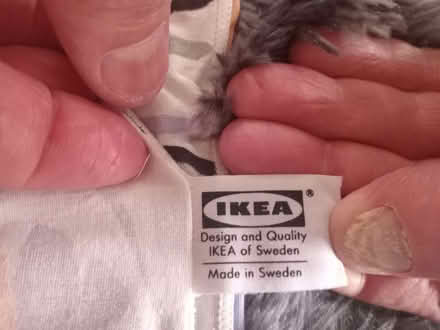 IKEA®
Design and Quality
IKEA of Sweden
Made in Sweden